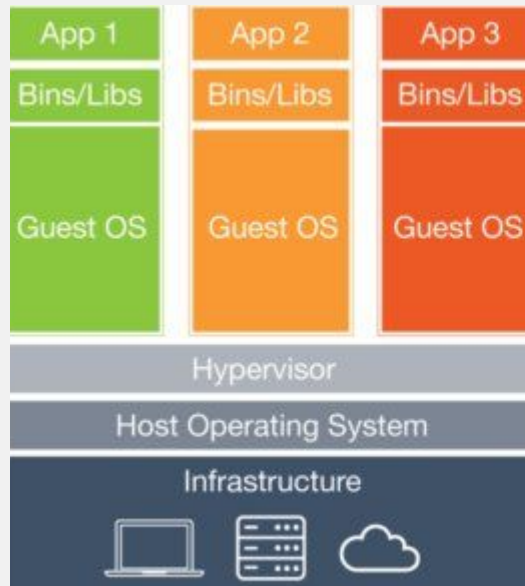 App 1 App 2 App 3
Bins/Libs Bins/Libs Bins/Libs
Guest OS Guest OS Guest OS
Hypervisor
Host Operating System
Infrastructure